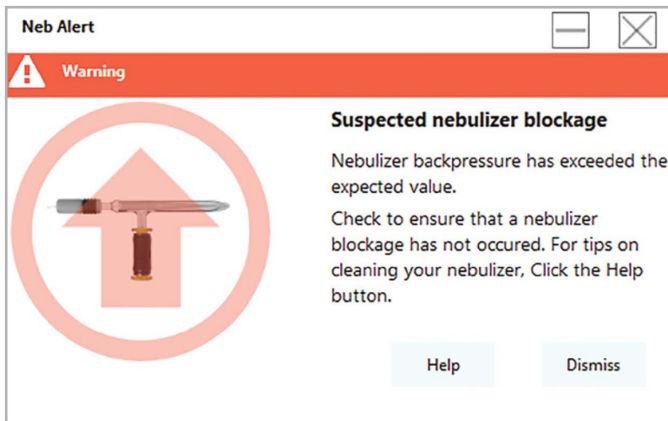 Neb Alert
Warning
Suspected nebulizer blockage
Nebulizer backpressure has exceeded the
expected value.
Check to ensure that a nebulizer
blockage has not occured. For tips on
cleaning your nebulizer, Click the Help
button.
Help
Dismiss